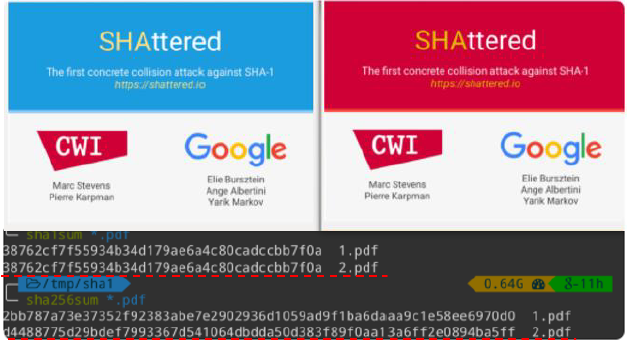 SHAttered
The first concrete collision attack against SHA-1
https://shattered.io
CWI
Google
Marc Stevens
Pierre Karpman
Elie Bursztein
Ange Albertini
Yarik Markov
SHAttered
The first concrete collision attack against SHA-1
https://shattered.io
CWI
Google
Marc Stevens
Pierre Karpman
Elie Bursztein
Ange Albertini
Yarik Markov
sha1sum *.pdf
38762cf7f55934b34d179ae6a4c80cadccbb7f0a 1.pdf
38762cf7f55934b34d179ae6a4c80cadccbb7f0a 2.pdf
/tmp/sha1 0.64G 8-11h
sha256sum *.pdf
2bb787a73e37352f92383abe7e2902936d1059ad9f1ba6daaa9c1e58ee6970d0 1.pdf
d4488775d29bdef7993367d541064dbdda50d383f89f0aa13a6ff2e0894ba5ff 2.pdf